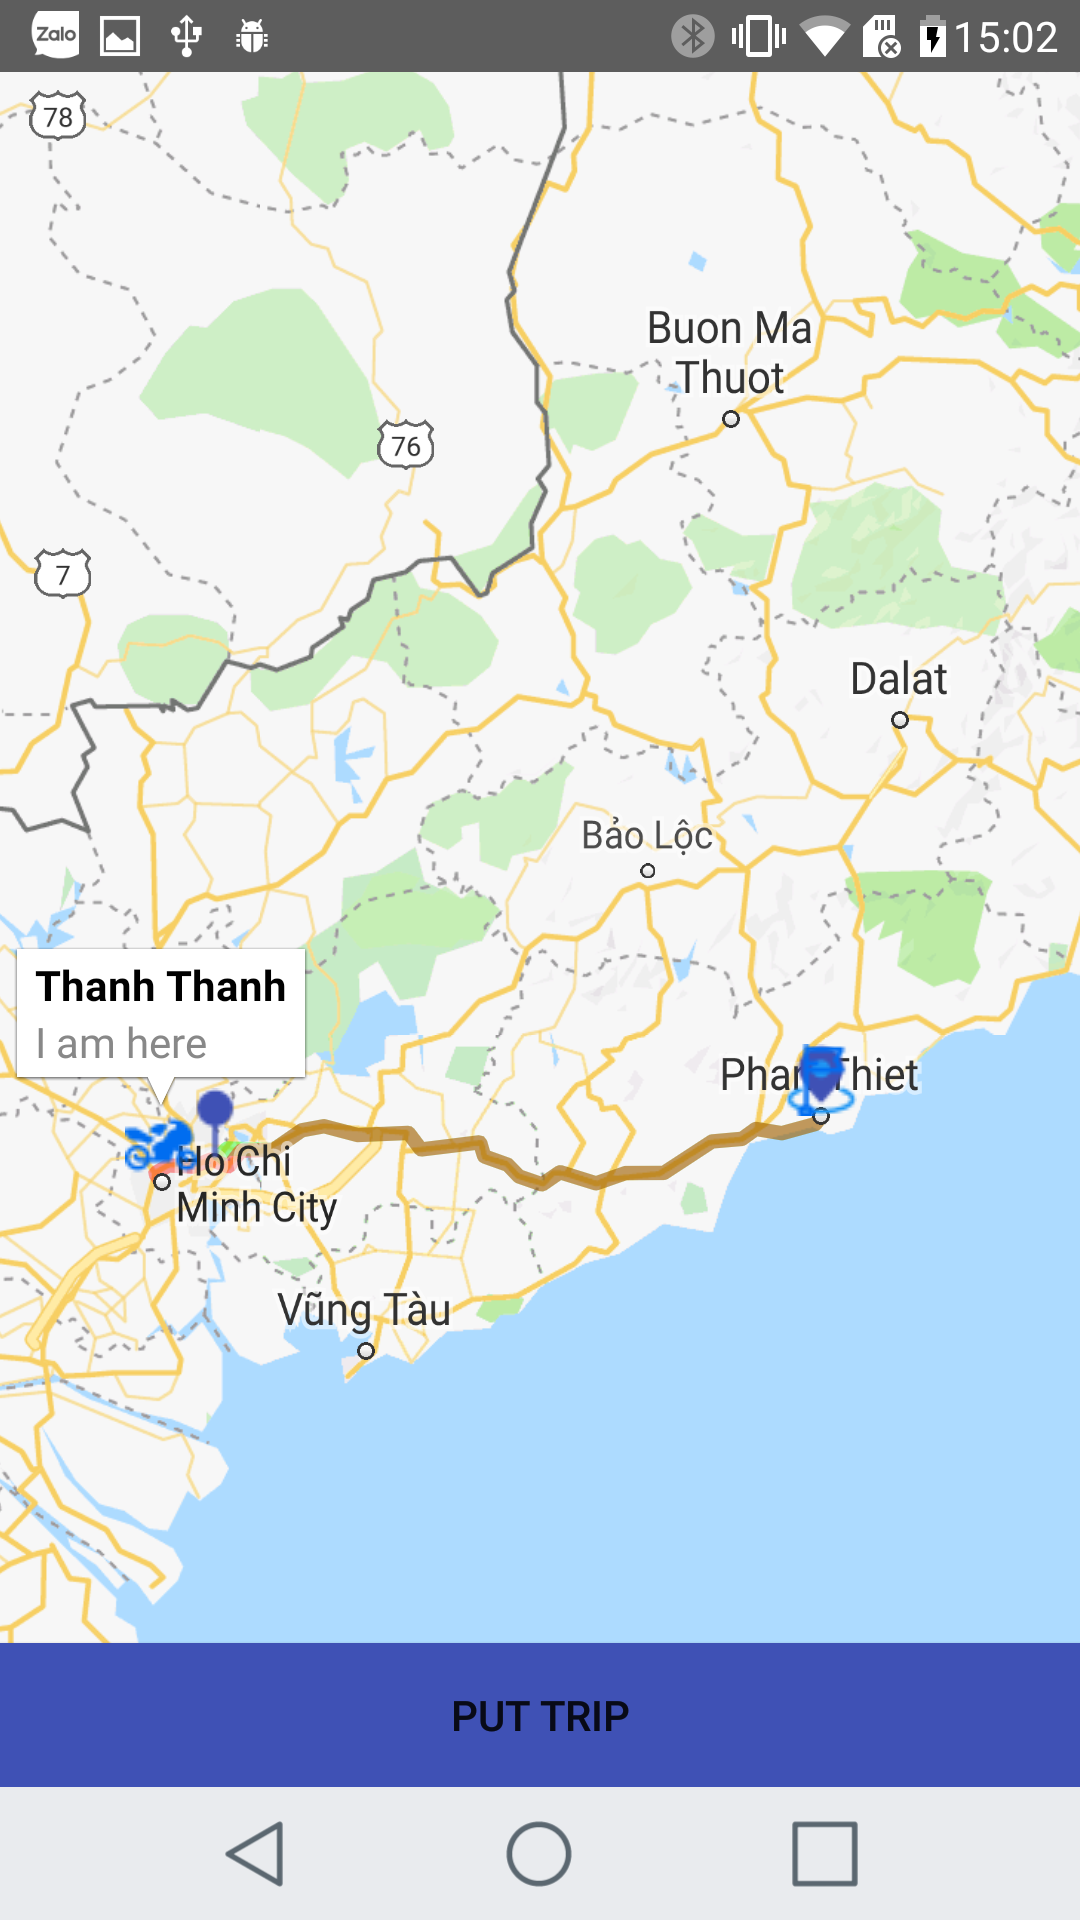 Zalo
15:02
78
Buon Ma
Thuot
76
7
Dalat
Bảo Lộc
Thanh Thanh
I am here
Phan Thiet
Ho Chi
Minh City
Vũng Tàu
PUT TRIP